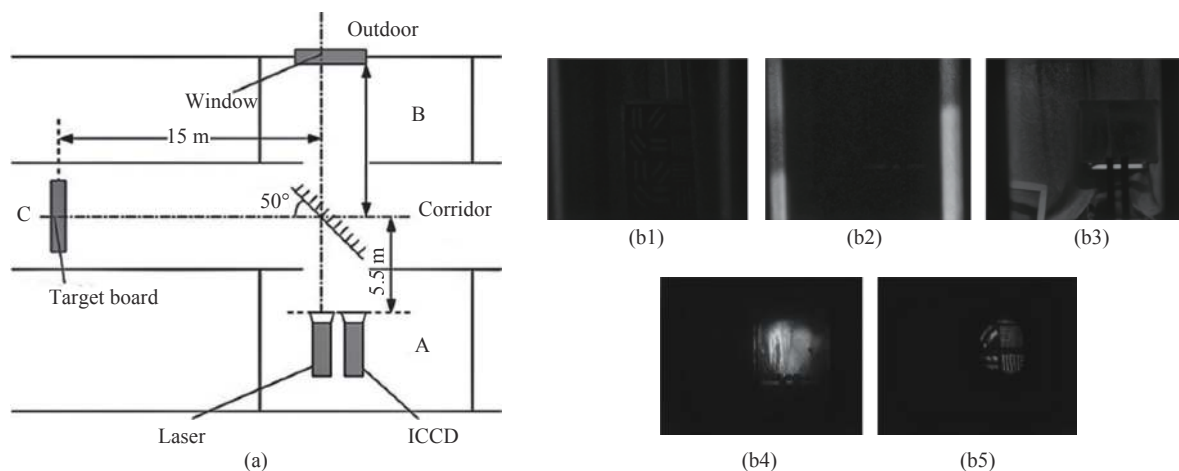 Outdoor
Window
B
15 m
50°
C
Corridor
5.5 m
Target board
A
Laser
ICCD
(a)
(b1)
(b2)
(b3)
(b4)
(b5)